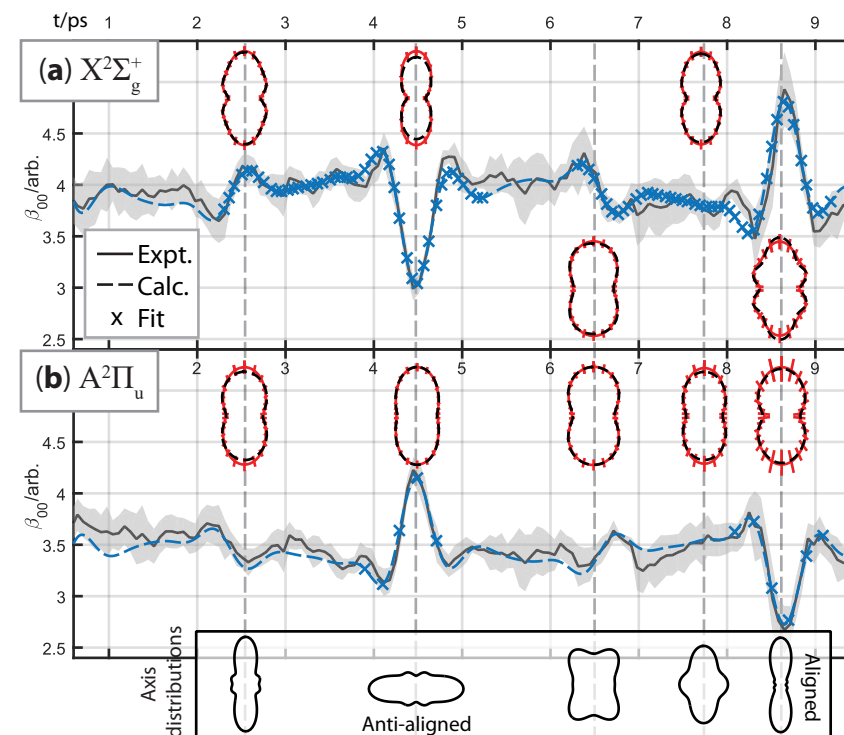 t/ps 1 2 3 4 5 6 7 8 9
(a) X²Σg⁺
4.5
4
3.5
3
2.5
β₀₀/arb.
Expt.
Calc.
x Fit
2 3 4 5 6 7 8 9
(b) A²Πu
4.5
4
3.5
3
2.5
β₀₀/arb.
Axis
distributions
Anti-aligned
Aligned